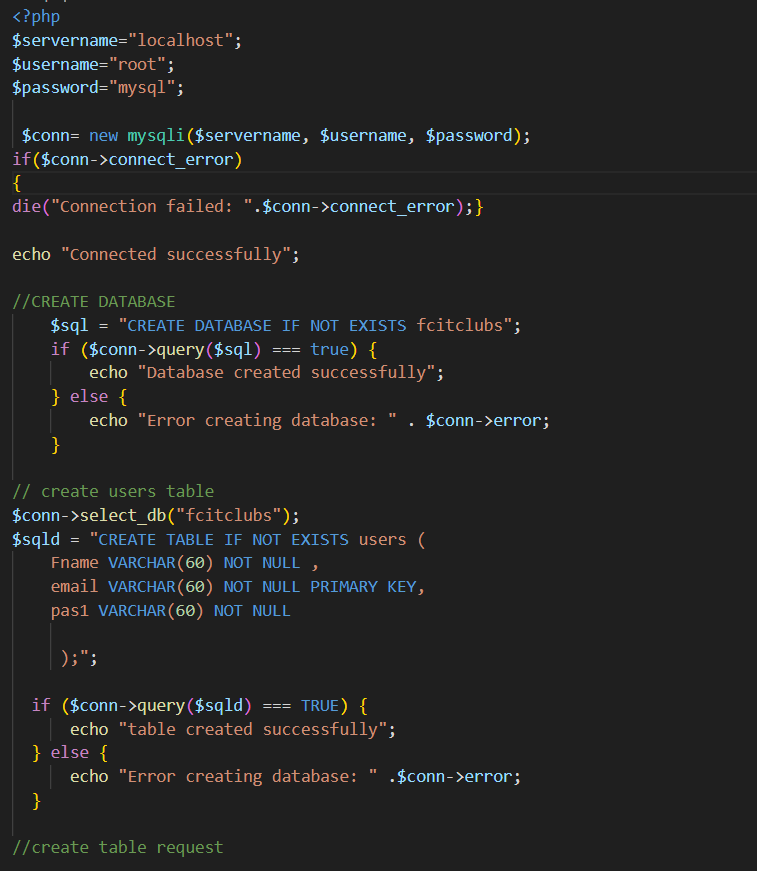 <?php
$servername="localhost";
$username="root";
$password="mysql";
$conn= new mysqli($servername, $username, $password);
if($conn->connect_error)
{
die("Connection failed: ".$conn->connect_error);}
echo "Connected successfully";
//CREATE DATABASE
$sql = "CREATE DATABASE IF NOT EXISTS fcitclubs";
if ($conn->query($sql) === true) {
echo "Database created successfully";
} else {
echo "Error creating database: " . $conn->error;
}
// create users table
$conn->select_db("fcitclubs");
$sqld = "CREATE TABLE IF NOT EXISTS users (
Fname VARCHAR(60) NOT NULL ,
email VARCHAR(60) NOT NULL PRIMARY KEY,
pas1 VARCHAR(60) NOT NULL
);";
if ($conn->query($sqld) === TRUE) {
echo "table created successfully";
} else {
echo "Error creating database: " .$conn->error;
}
//create table request